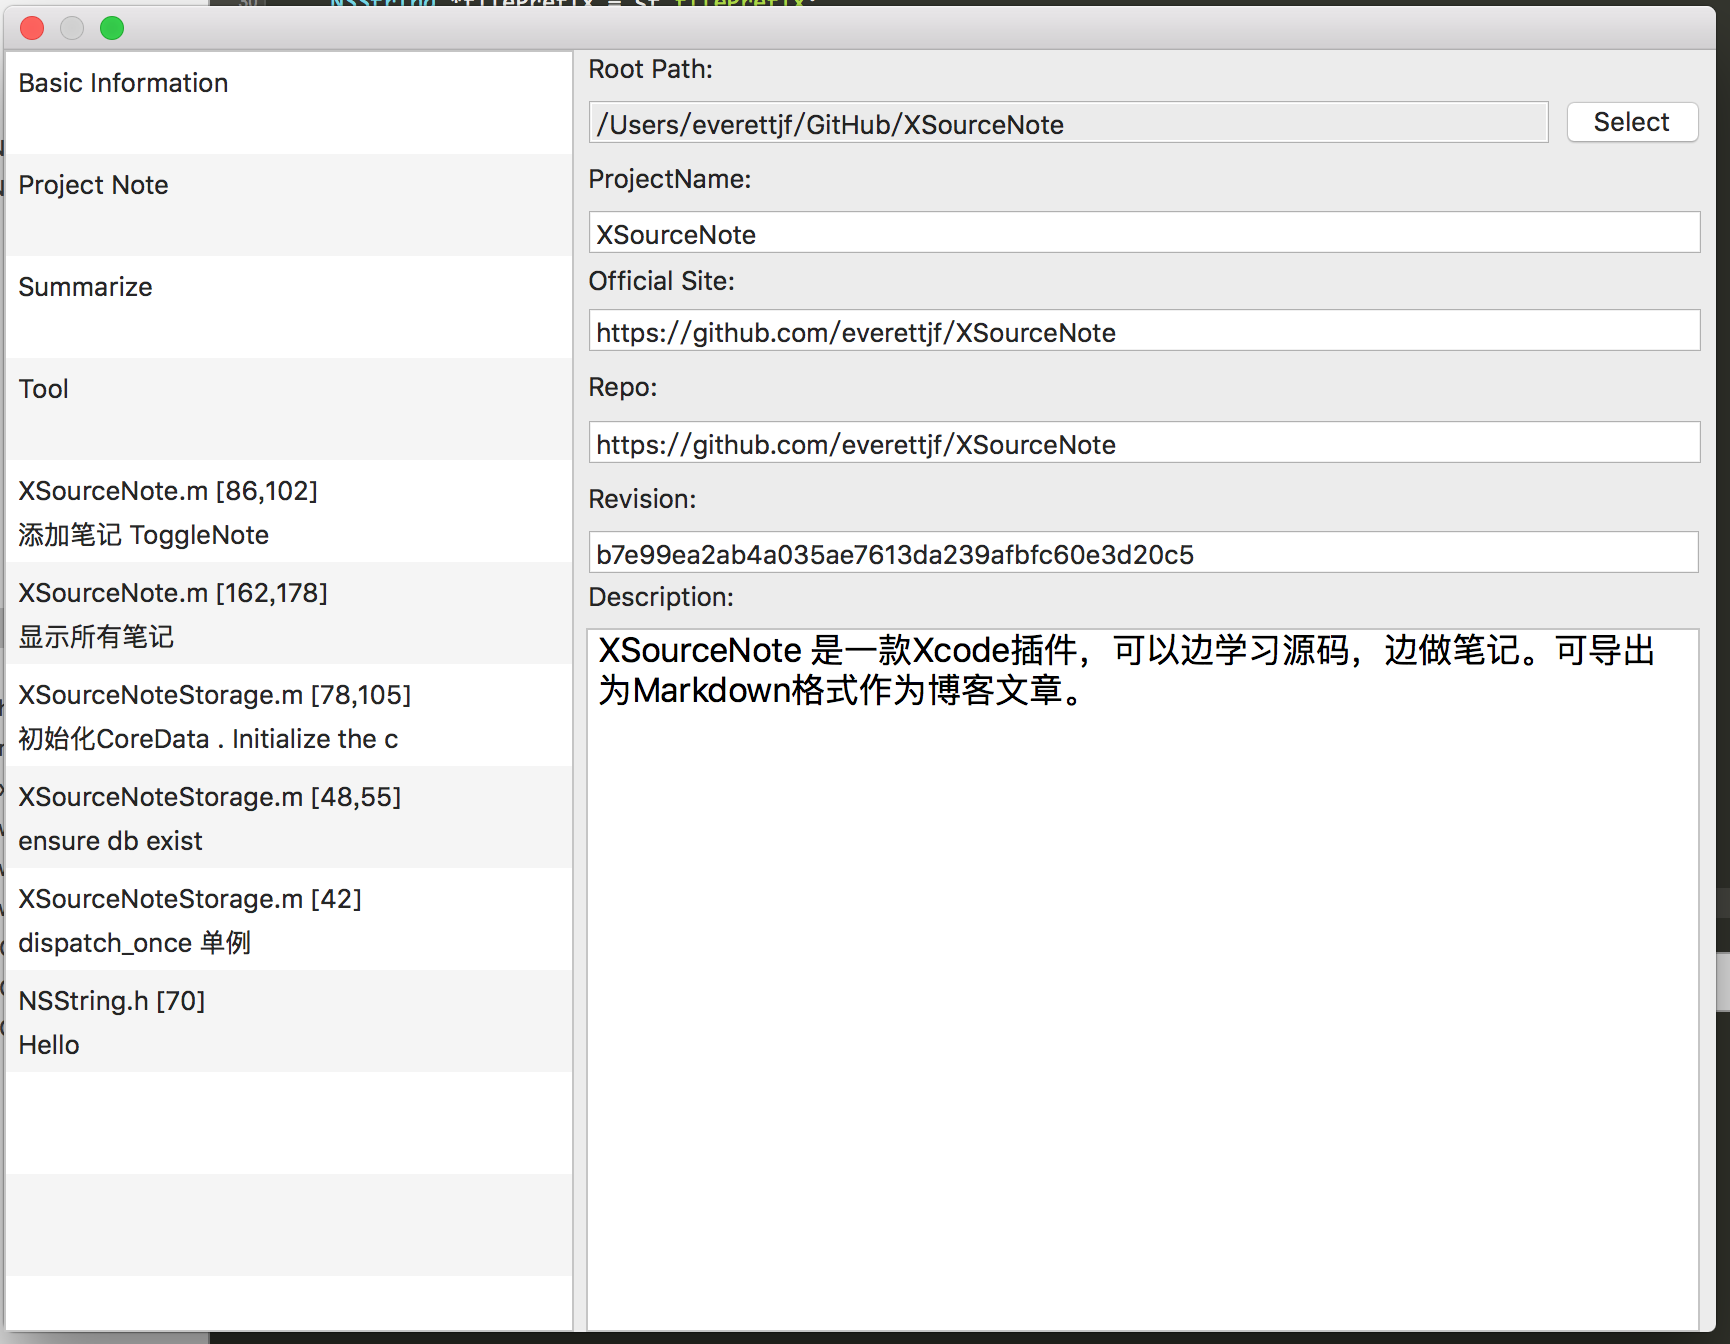 Basic Information
Project Note
Summarize
Tool
XSourceNote.m [86,102]
添加笔记 ToggleNote
XSourceNote.m [162,178]
显示所有笔记
XSourceNoteStorage.m [78,105]
初始化CoreData . Initialize the c
XSourceNoteStorage.m [48,55]
ensure db exist
XSourceNoteStorage.m [42]
dispatch_once 单例
NSString.h [70]
Hello
Root Path:
/Users/everettjf/GitHub/XSourceNote
Select
ProjectName:
XSourceNote
Official Site:
https://github.com/everettjf/XSourceNote
Repo:
https://github.com/everettjf/XSourceNote
Revision:
b7e99ea2ab4a035ae7613da239afbfc60e3d20c5
Description:
XSourceNote 是一款Xcode插件，可以边学习源码，边做笔记。可导出
为Markdown格式作为博客文章。